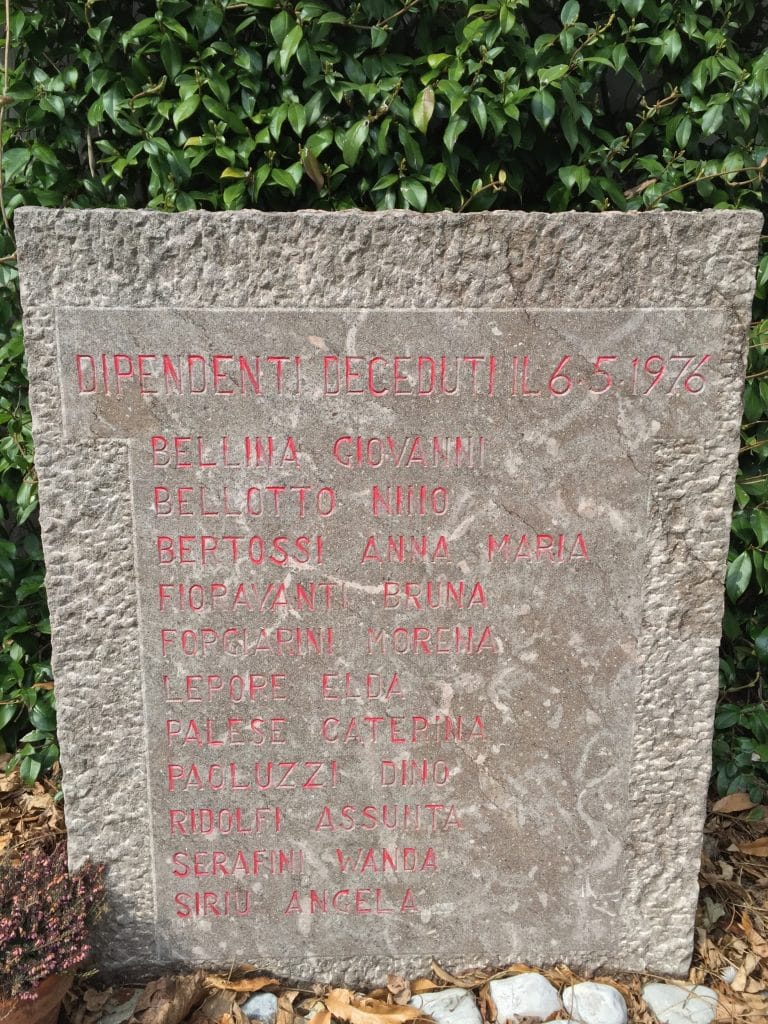 DIPENDENTI DECEDUTI IL 6·5·1976
BELLINA GIOVANNI
BELLOTTO NINO
BERTOSSI ANNA MARIA
FIORAVANTI BRUNA
FORGIARINI MORENA
LEPORE ELDA
PALESE CATERINA
PAOLUZZI DINO
RIDOLFI ASSUNTA
SERAFINI WANDA
SIRIU ANGELA